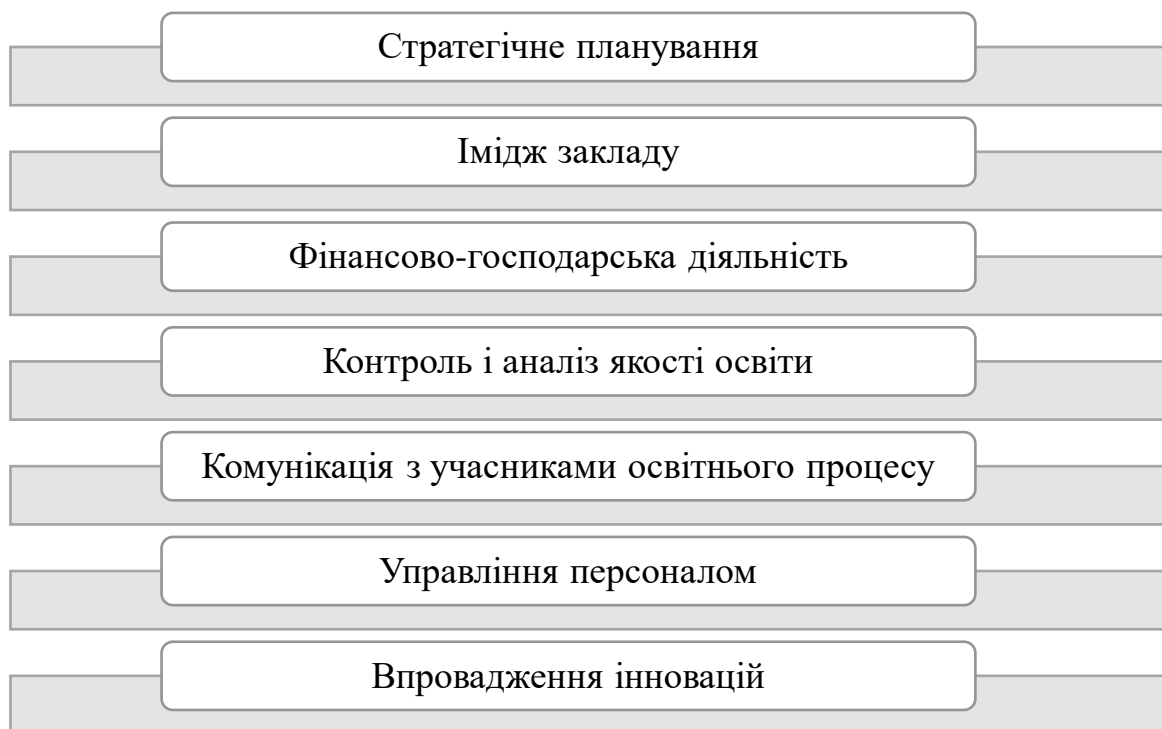 Стратегічне планування
Імідж закладу
Фінансово-господарська діяльність
Контроль і аналіз якості освіти
Комунікація з учасниками освітнього процесу
Управління персоналом
Впровадження інновацій